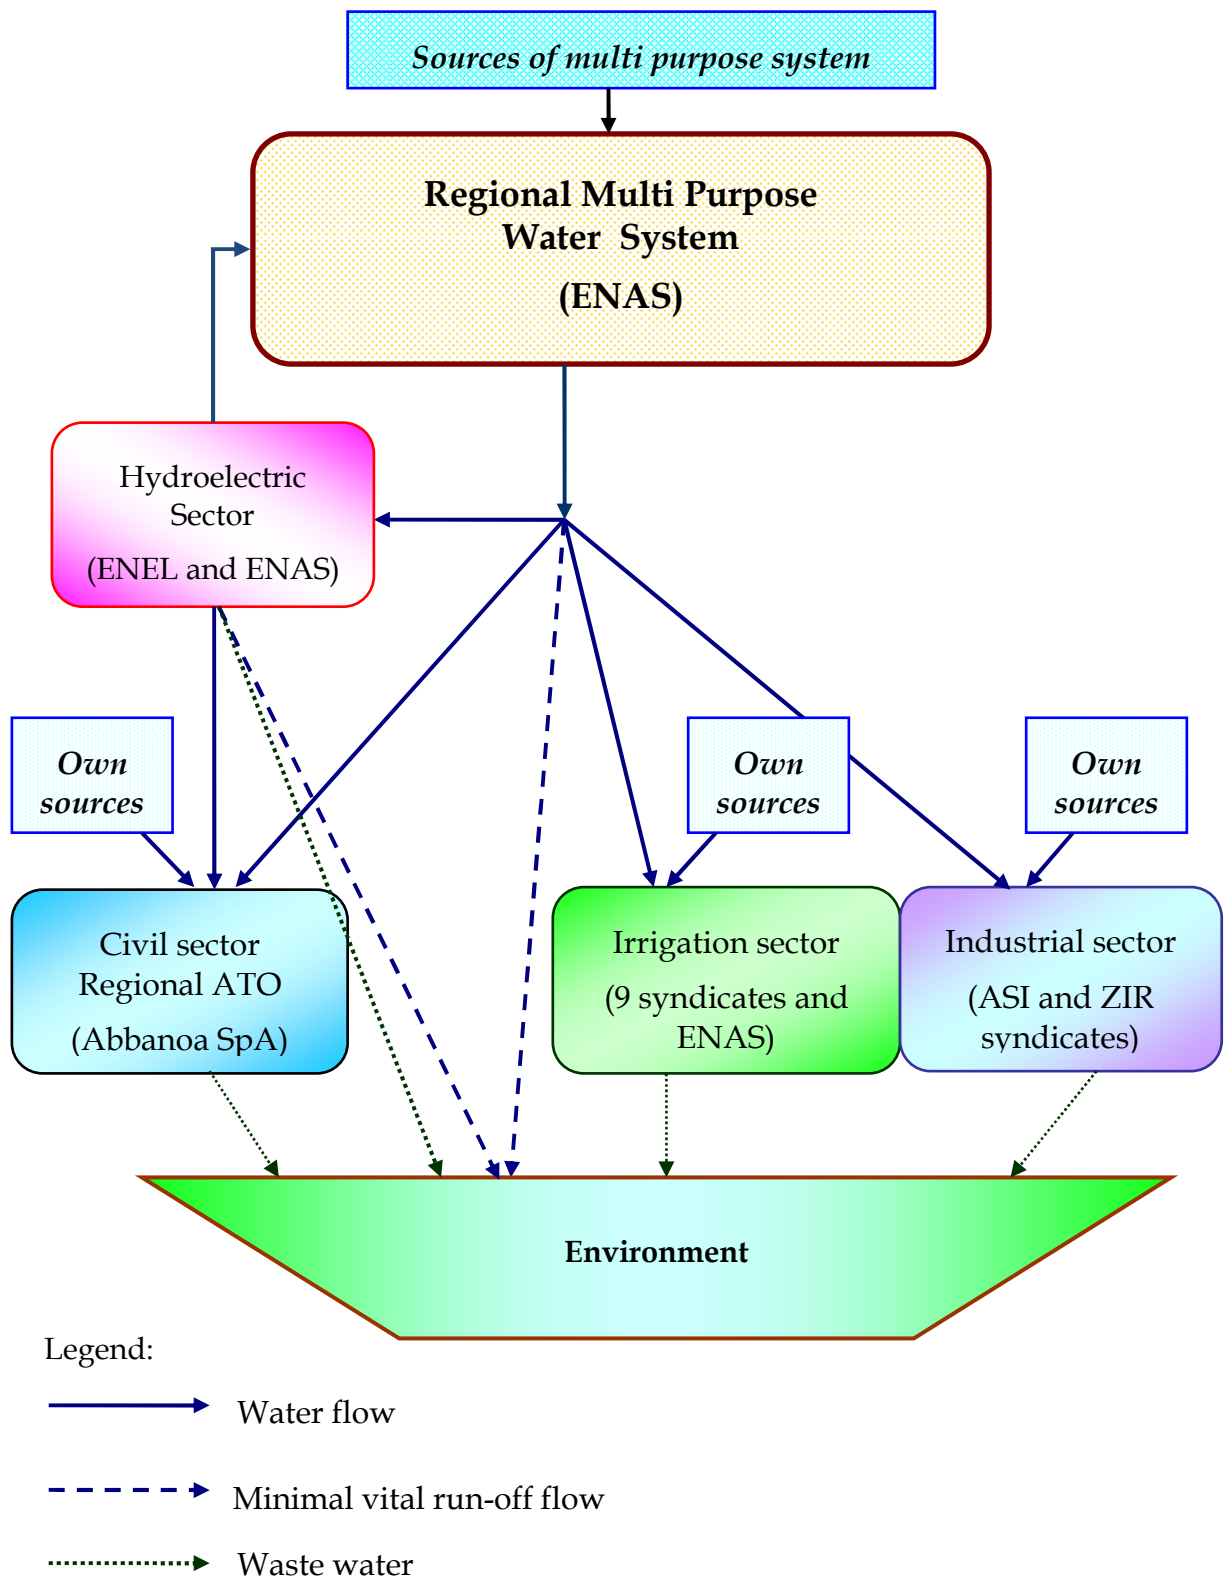 Sources of multi purpose system
Regional Multi Purpose
Water System
(ENAS)
Hydroelectric
Sector
(ENEL and ENAS)
Own
sources
Own
sources
Own
sources
Civil sector
Regional ATO
(Abbanoa SpA)
Irrigation sector
(9 syndicates and
ENAS)
Industrial sector
(ASI and ZIR
syndicates)
Environment
Legend:
Water flow
Minimal vital run-off flow
Waste water